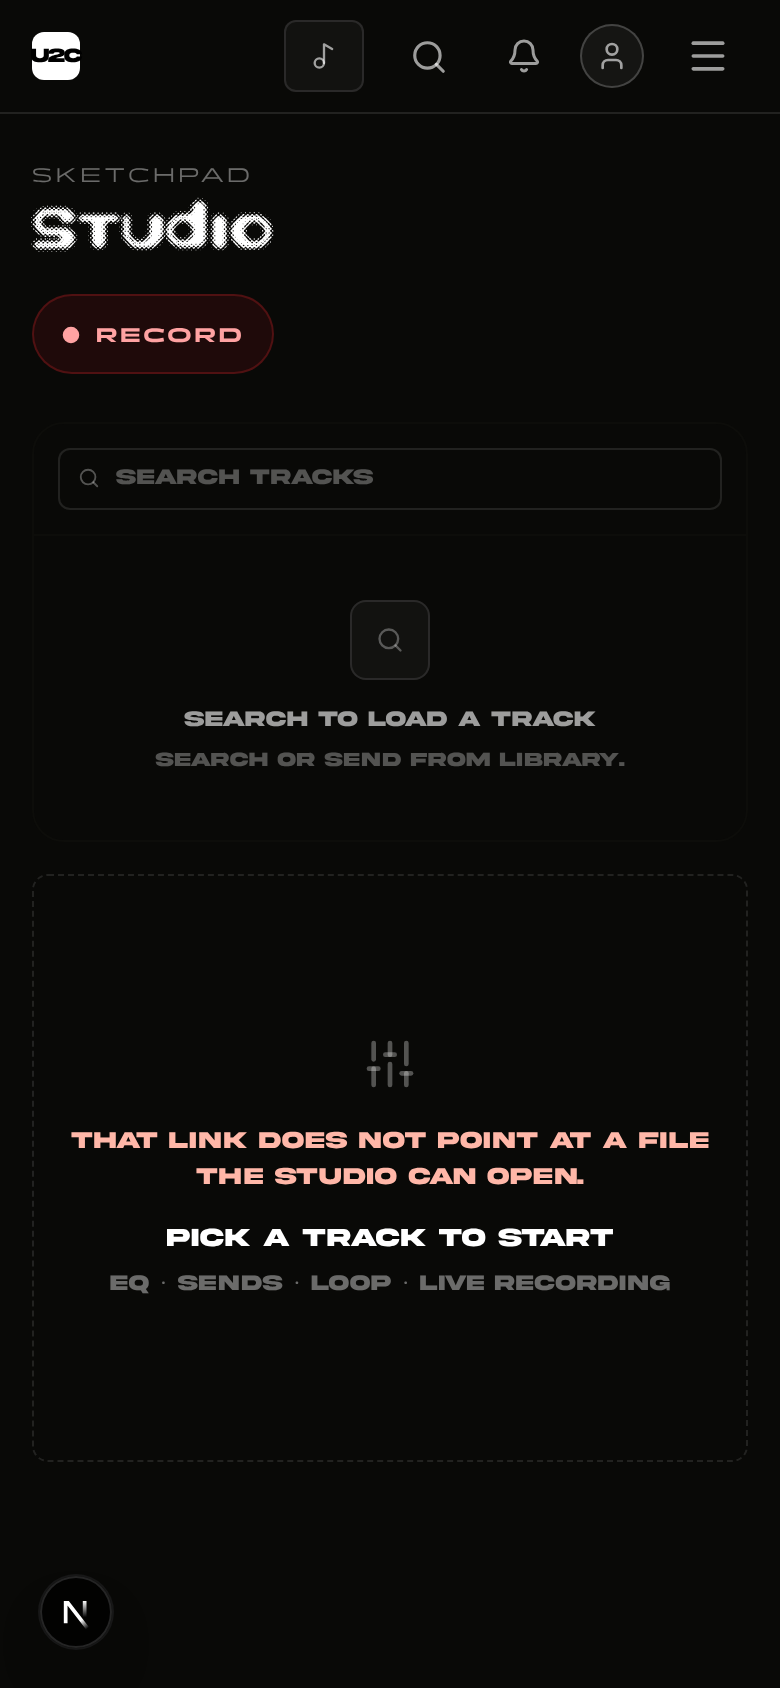 U2C
SKETCHPAD
Studio
RECORD
SEARCH TRACKS
SEARCH TO LOAD A TRACK
SEARCH OR SEND FROM LIBRARY.
THAT LINK DOES NOT POINT AT A FILE
THE STUDIO CAN OPEN.
PICK A TRACK TO START
EQ · SENDS · LOOP · LIVE RECORDING
N